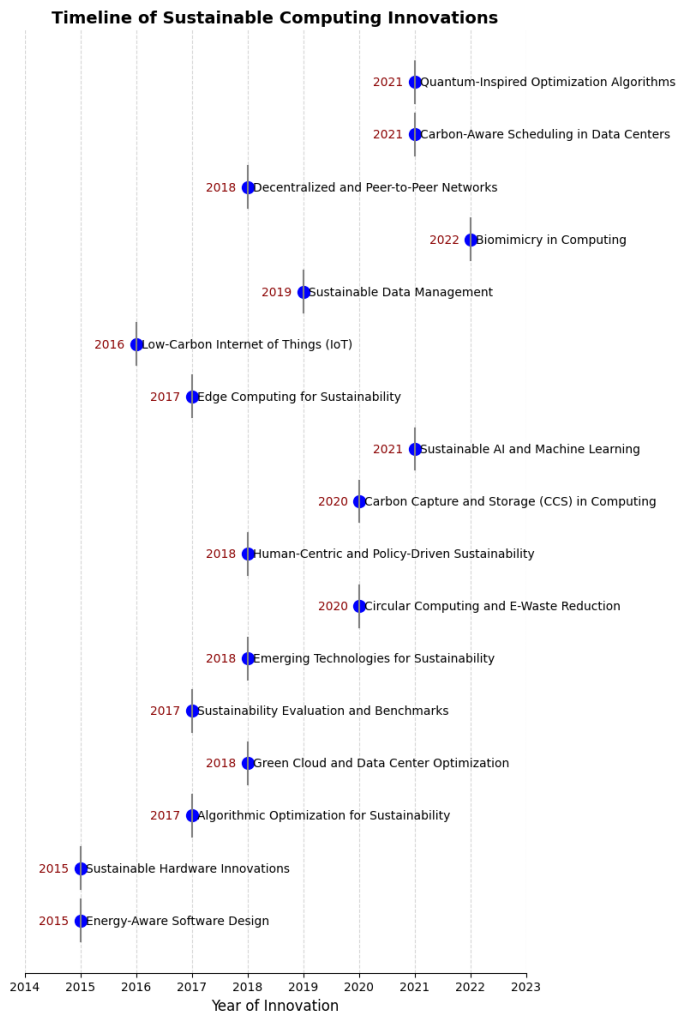 Timeline of Sustainable Computing Innovations
2021 Quantum-Inspired Optimization Algorithms
2021 Carbon-Aware Scheduling in Data Centers
2018 Decentralized and Peer-to-Peer Networks
2022 Biomimicry in Computing
2019 Sustainable Data Management
2016 Low-Carbon Internet of Things (IoT)
2017 Edge Computing for Sustainability
2021 Sustainable AI and Machine Learning
2020 Carbon Capture and Storage (CCS) in Computing
2018 Human-Centric and Policy-Driven Sustainability
2020 Circular Computing and E-Waste Reduction
2018 Emerging Technologies for Sustainability
2017 Sustainability Evaluation and Benchmarks
2018 Green Cloud and Data Center Optimization
2017 Algorithmic Optimization for Sustainability
2015 Sustainable Hardware Innovations
2015 Energy-Aware Software Design
2014 2015 2016 2017 2018 2019 2020 2021 2022 2023
Year of Innovation